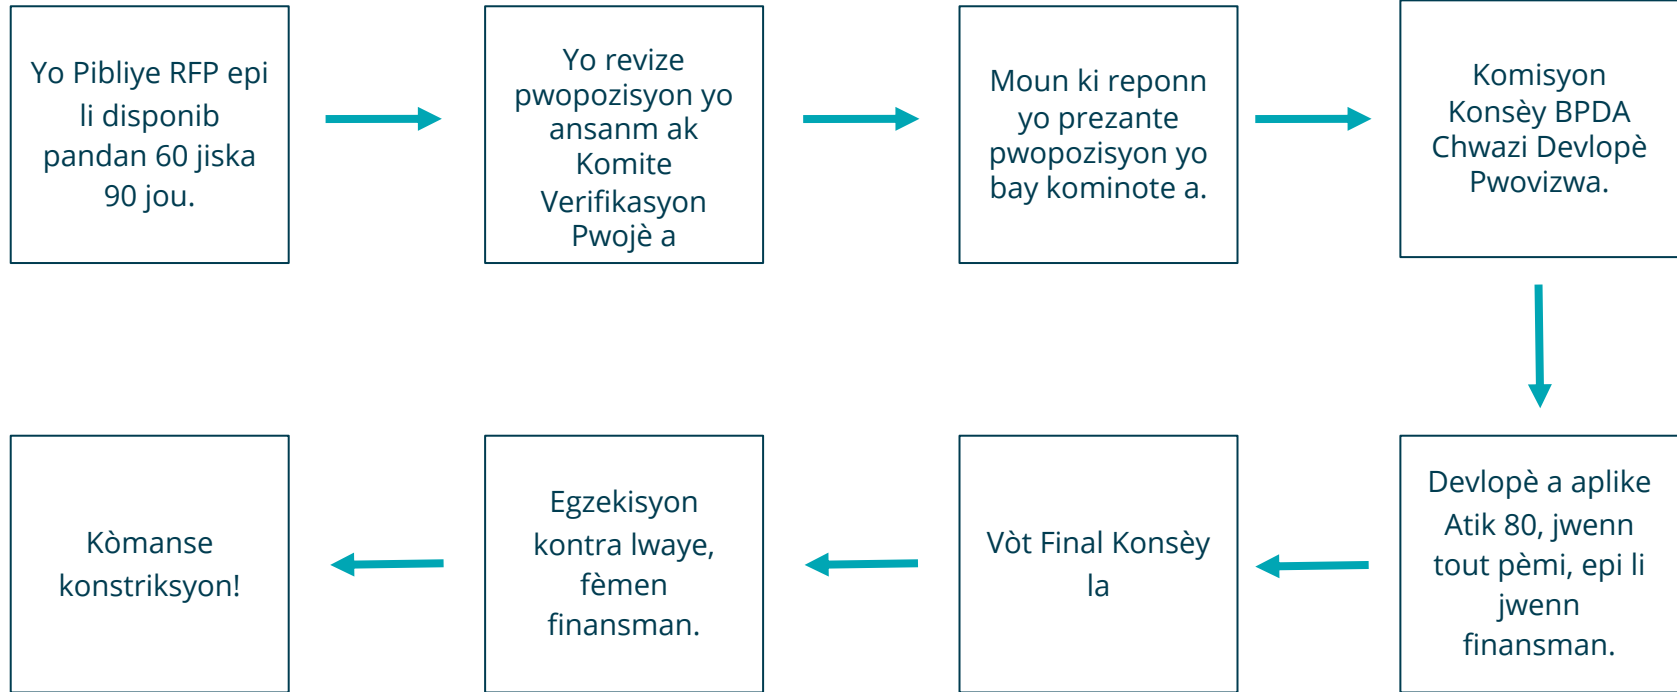 Yo Pibliye RFP epi
li disponib
pandan 60 jiska
90 jou.
Yo revize
pwopozisyon yo
ansanm ak
Komite
Verifikasyon
Pwojè a
Moun ki reponn
yo prezante
pwopozisyon yo
bay kominote a.
Komisyon
Konsèy BPDA
Chwazi Devlopè
Pwovizwa.
Devlopè a aplike
Atik 80, jwenn
tout pèmi, epi li
jwenn
finansman.
Vòt Final Konsèy
la
Egzekisyon
kontra lwaye,
fèmen
finansman.
Kòmanse
konstriksyon!